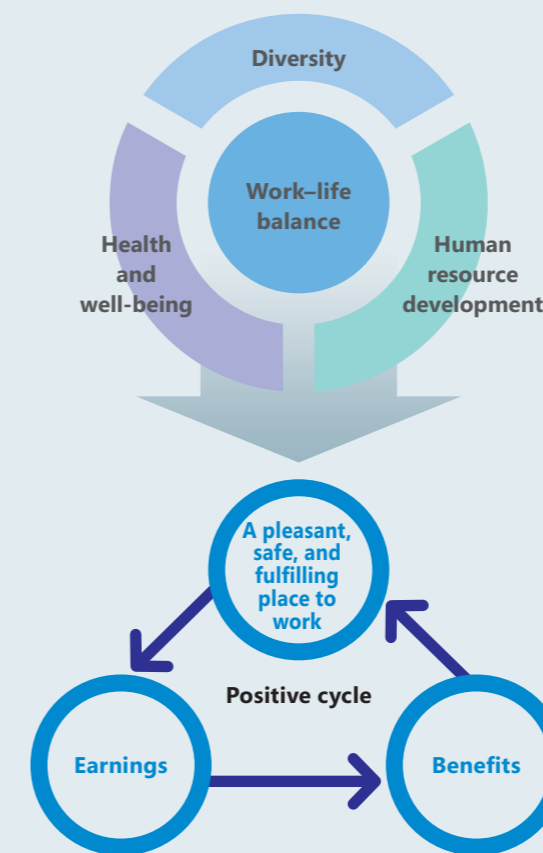 Diversity
Work–life
balance
Health
and
well-being
Human
resource
development
A pleasant,
safe, and
fulfilling
place to
work
Positive cycle
Earnings
Benefits